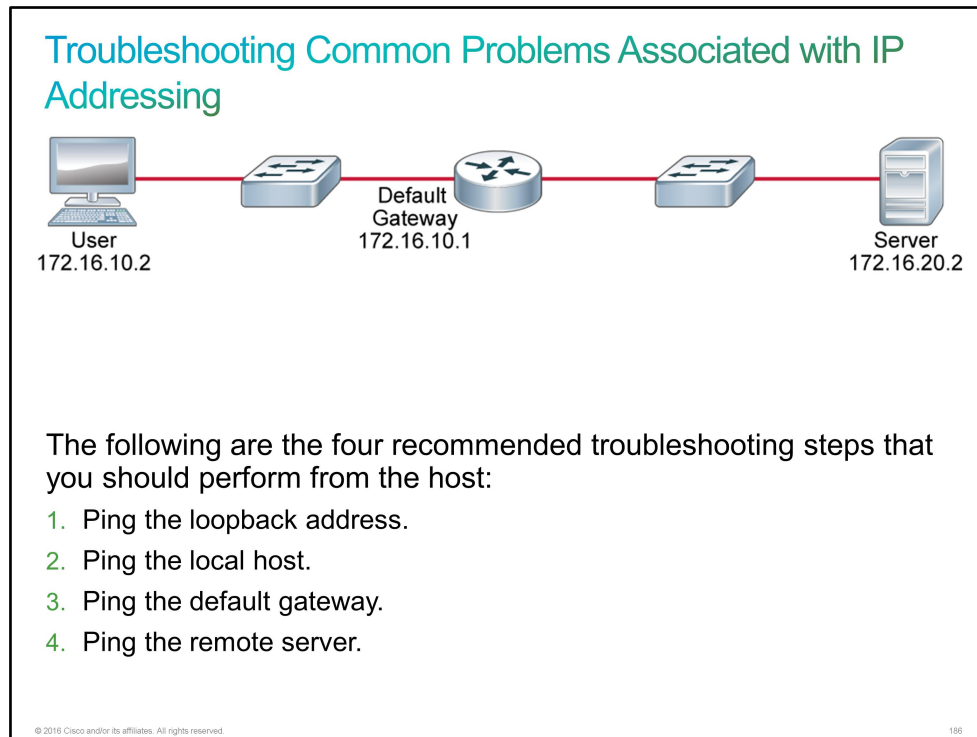 Troubleshooting Common Problems Associated with IP
Addressing
Default
Gateway
172.16.10.1
User
172.16.10.2
Server
172.16.20.2
The following are the four recommended troubleshooting steps that
you should perform from the host:
1. Ping the loopback address.
2. Ping the local host.
3. Ping the default gateway.
4. Ping the remote server.
© 2016 Cisco and/or its affiliates. All rights reserved.
186